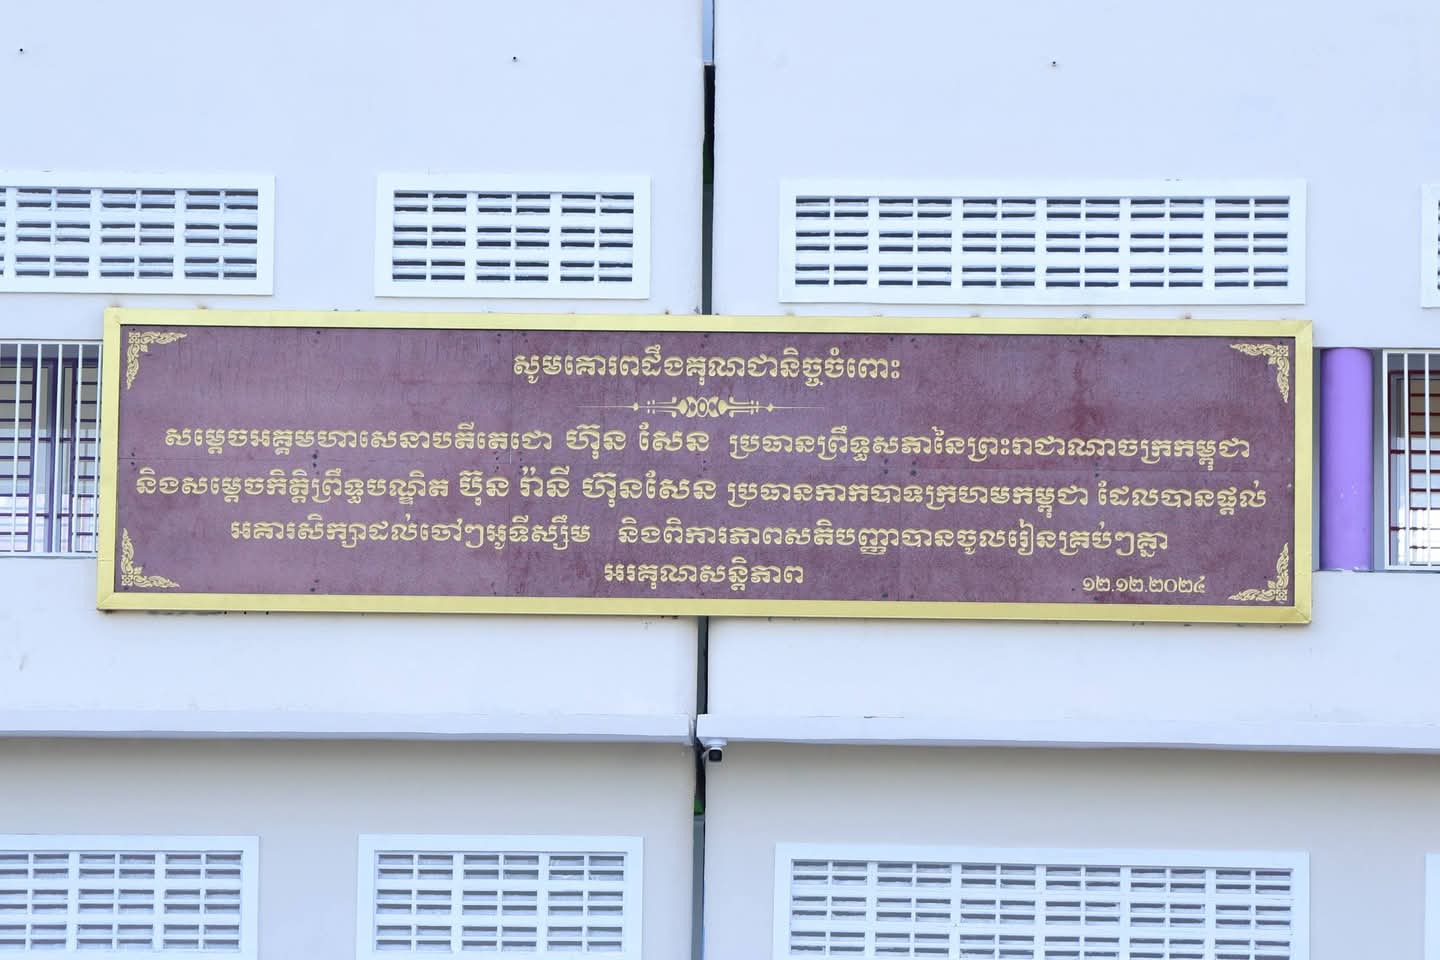 សូមគោរពដឹងគុណជានិច្ចចំពោះ
សម្តេចអគ្គមហាសេនាបតីតេជោ ហ៊ុន សែន ប្រធានព្រឹទ្ធសភានៃព្រះរាជាណាចក្រកម្ពុជា
និងសម្តេចកិត្តិព្រឹទ្ធបណ្ឌិត ប៊ុន រ៉ានី ហ៊ុនសែន ប្រធានកាកបាទក្រហមកម្ពុជា ដែលបានផ្តល់
អគារសិក្សាដល់ចៅៗអូទីស្សឹម និងពិការភាពសតិបញ្ញាបានចូលរៀនគ្រប់ៗគ្នា
អរគុណសន្តិភាព
១២.១២.២០២៤